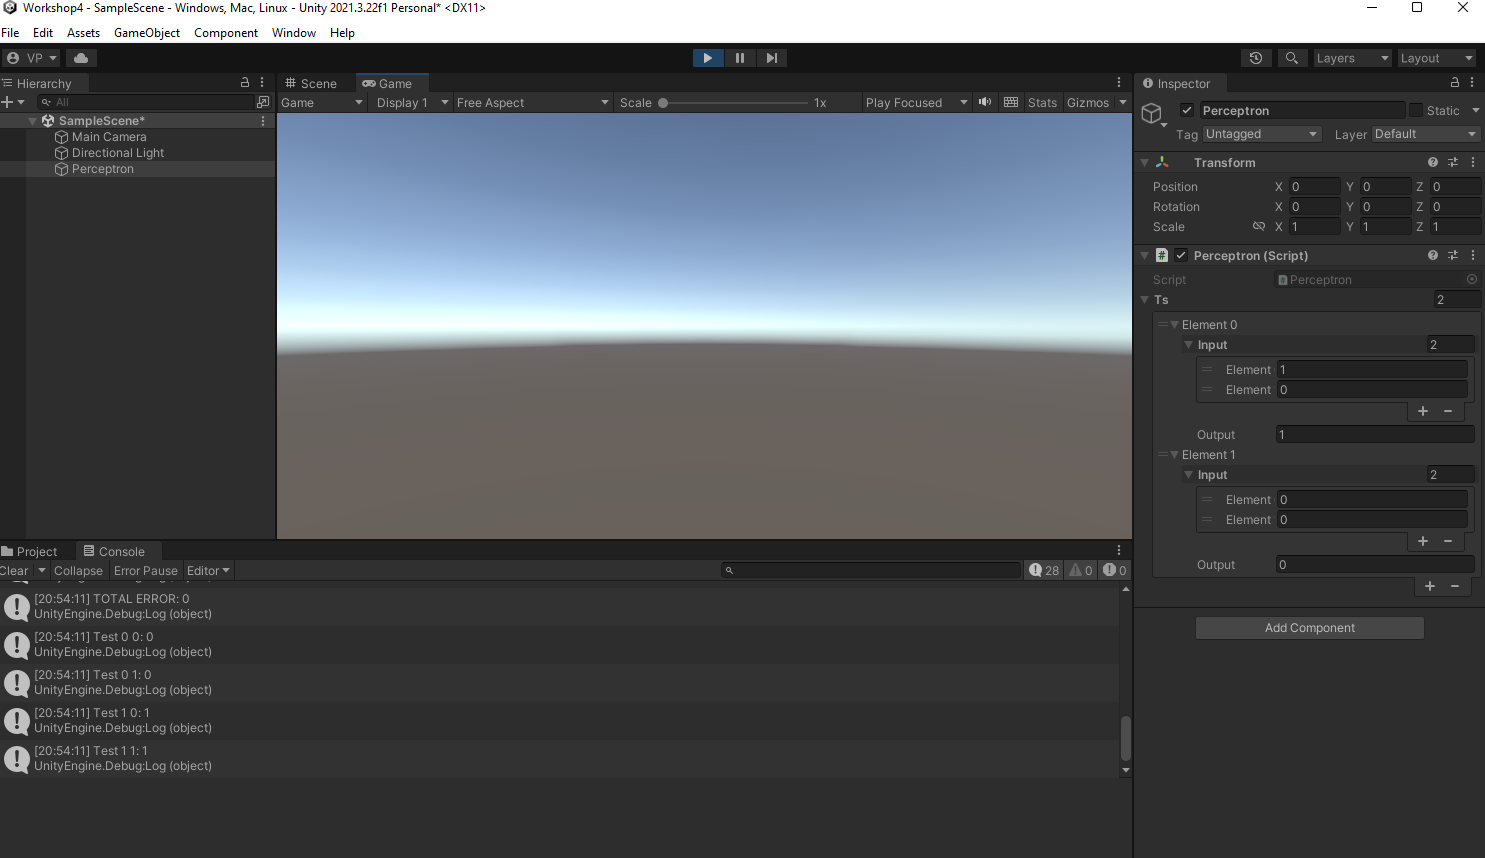 Workshop4 - SampleScene - Windows, Mac, Linux - Unity 2021.3.22f1 Personal* <DX11>
File Edit Assets GameObject Component Window Help
VP Layers Layout
Hierarchy
All
SampleScene*
Main Camera
Directional Light
Perceptron
Scene Game
Game Display 1 Free Aspect Scale 1x Play Focused Stats Gizmos
Project Console
Clear Collapse Error Pause Editor 28 0 0
[20:54:11] TOTAL ERROR: 0
UnityEngine.Debug:Log (object)
[20:54:11] Test 0 0: 0
UnityEngine.Debug:Log (object)
[20:54:11] Test 0 1: 0
UnityEngine.Debug:Log (object)
[20:54:11] Test 1 0: 1
UnityEngine.Debug:Log (object)
[20:54:11] Test 1 1: 1
UnityEngine.Debug:Log (object)
Inspector
Perceptron Static
Tag Untagged Layer Default
Transform
Position X 0 Y 0 Z 0
Rotation X 0 Y 0 Z 0
Scale X 1 Y 1 Z 1
# Perceptron (Script)
Script Perceptron
Ts 2
Element 0
Input 2
Element 1
Element 0
Output 1
Element 1
Input 2
Element 0
Element 0
Output 0
Add Component